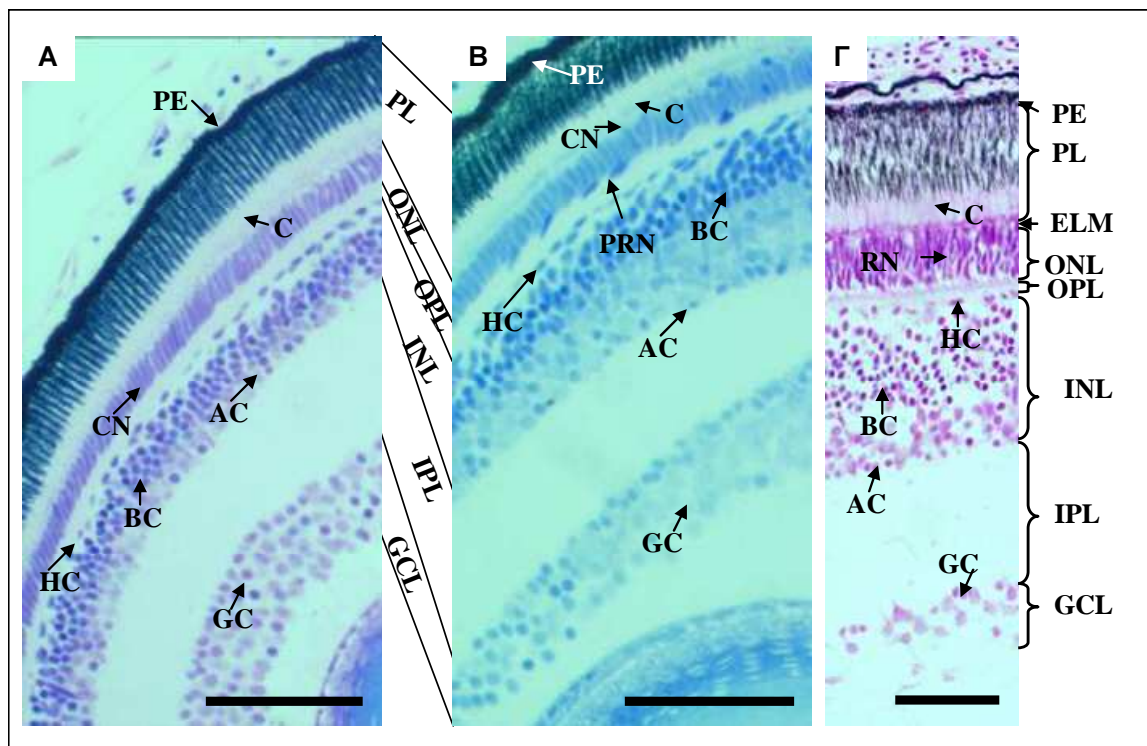 Α
PE
C
CN
AC
BC
HC
GC
PL
ONL
OPL
INL
IPL
GCL
Β
PE
C
CN
PRN
BC
HC
AC
GC
Γ
PE
PL
C
ELM
RN
ONL
OPL
HC
INL
BC
AC
IPL
GC
GCL